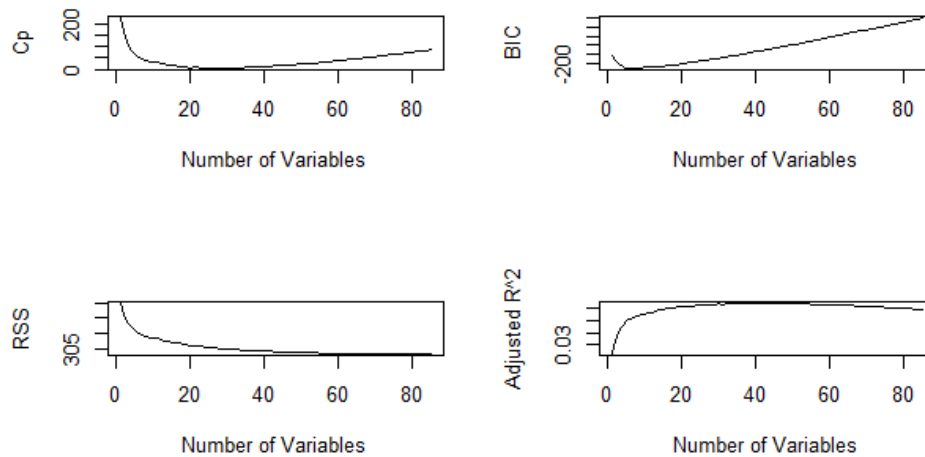 Cp
200
0
0 20 40 60 80
Number of Variables
BIC
-200
0 20 40 60 80
Number of Variables
RSS
305
0 20 40 60 80
Number of Variables
Adjusted R^2
0.03
0 20 40 60 80
Number of Variables